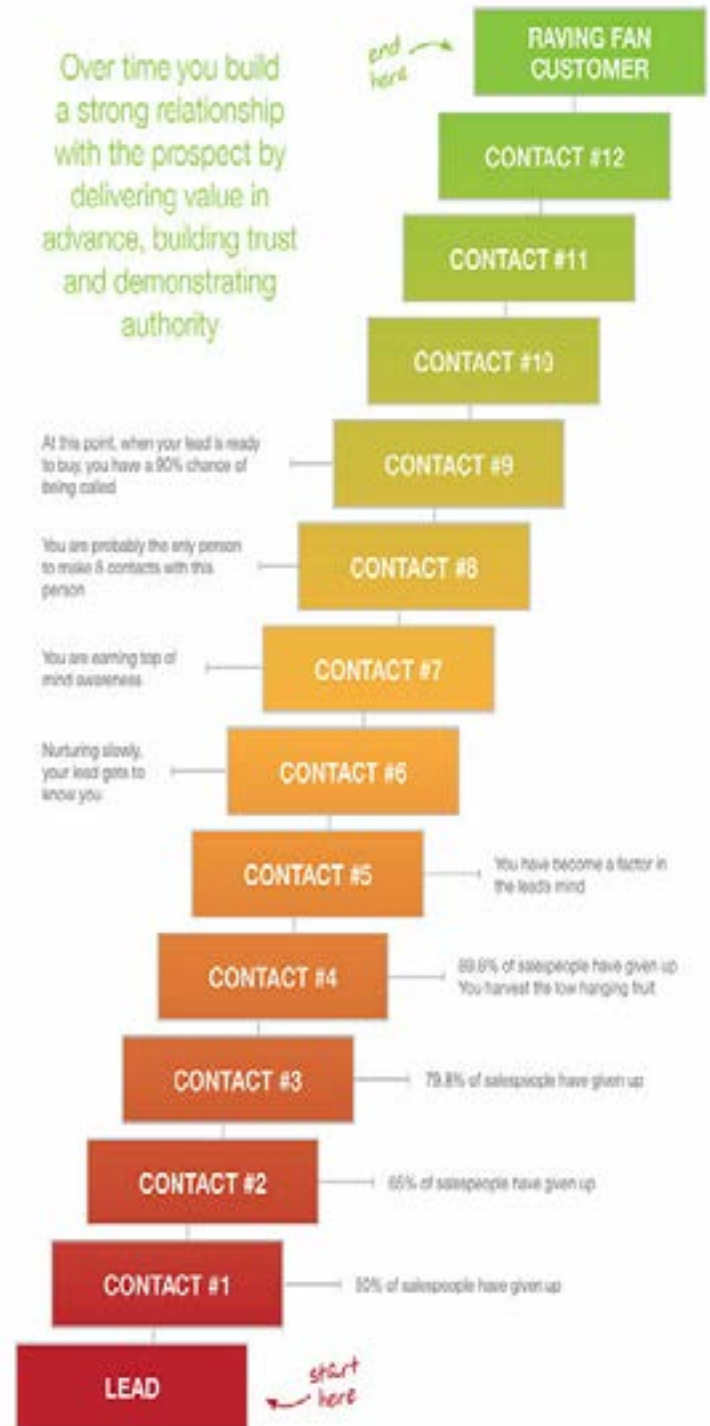 Over time you build
a strong relationship
with the prospect by
delivering value in
advance, building trust
and demonstrating
authority
end
here
RAVING FAN
CUSTOMER
CONTACT #12
CONTACT #11
CONTACT #10
At this point, when your lead is ready
to buy, you have a 90% chance of
being called
CONTACT #9
You are probably the only person
to make 8 contacts with this
person
CONTACT #8
You are earning top of
mind awareness
CONTACT #7
Nurturing slowly,
your lead gets to
know you
CONTACT #6
CONTACT #5
You have become a factor in
the lead's mind
CONTACT #4
of salespeople have given up
You harvest the low hanging fruit
CONTACT #3
79.8% of salespeople have given up
CONTACT #2
65% of salespeople have given up
CONTACT #1
50% of salespeople have given up
LEAD
start
here